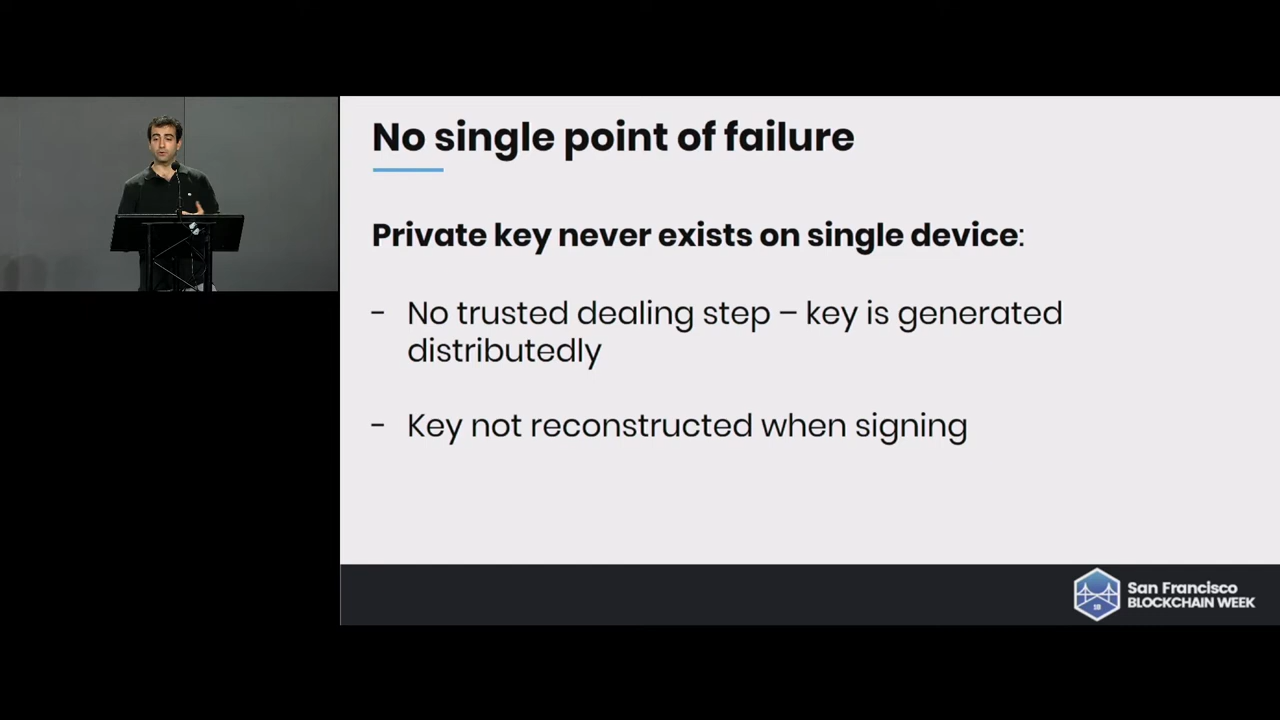 No single point of failure
Private key never exists on single device:
- No trusted dealing step – key is generated
distributedly
- Key not reconstructed when signing
San Francisco
BLOCKCHAIN WEEK